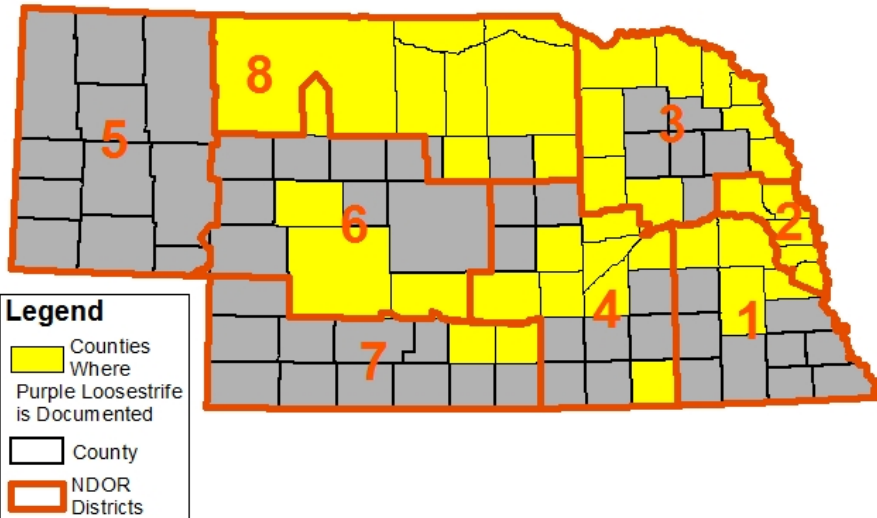 8
5
3
6
2
4
1
7
Legend
Counties
Where
Purple Loosestrife
is Documented
County
NDOR
Districts